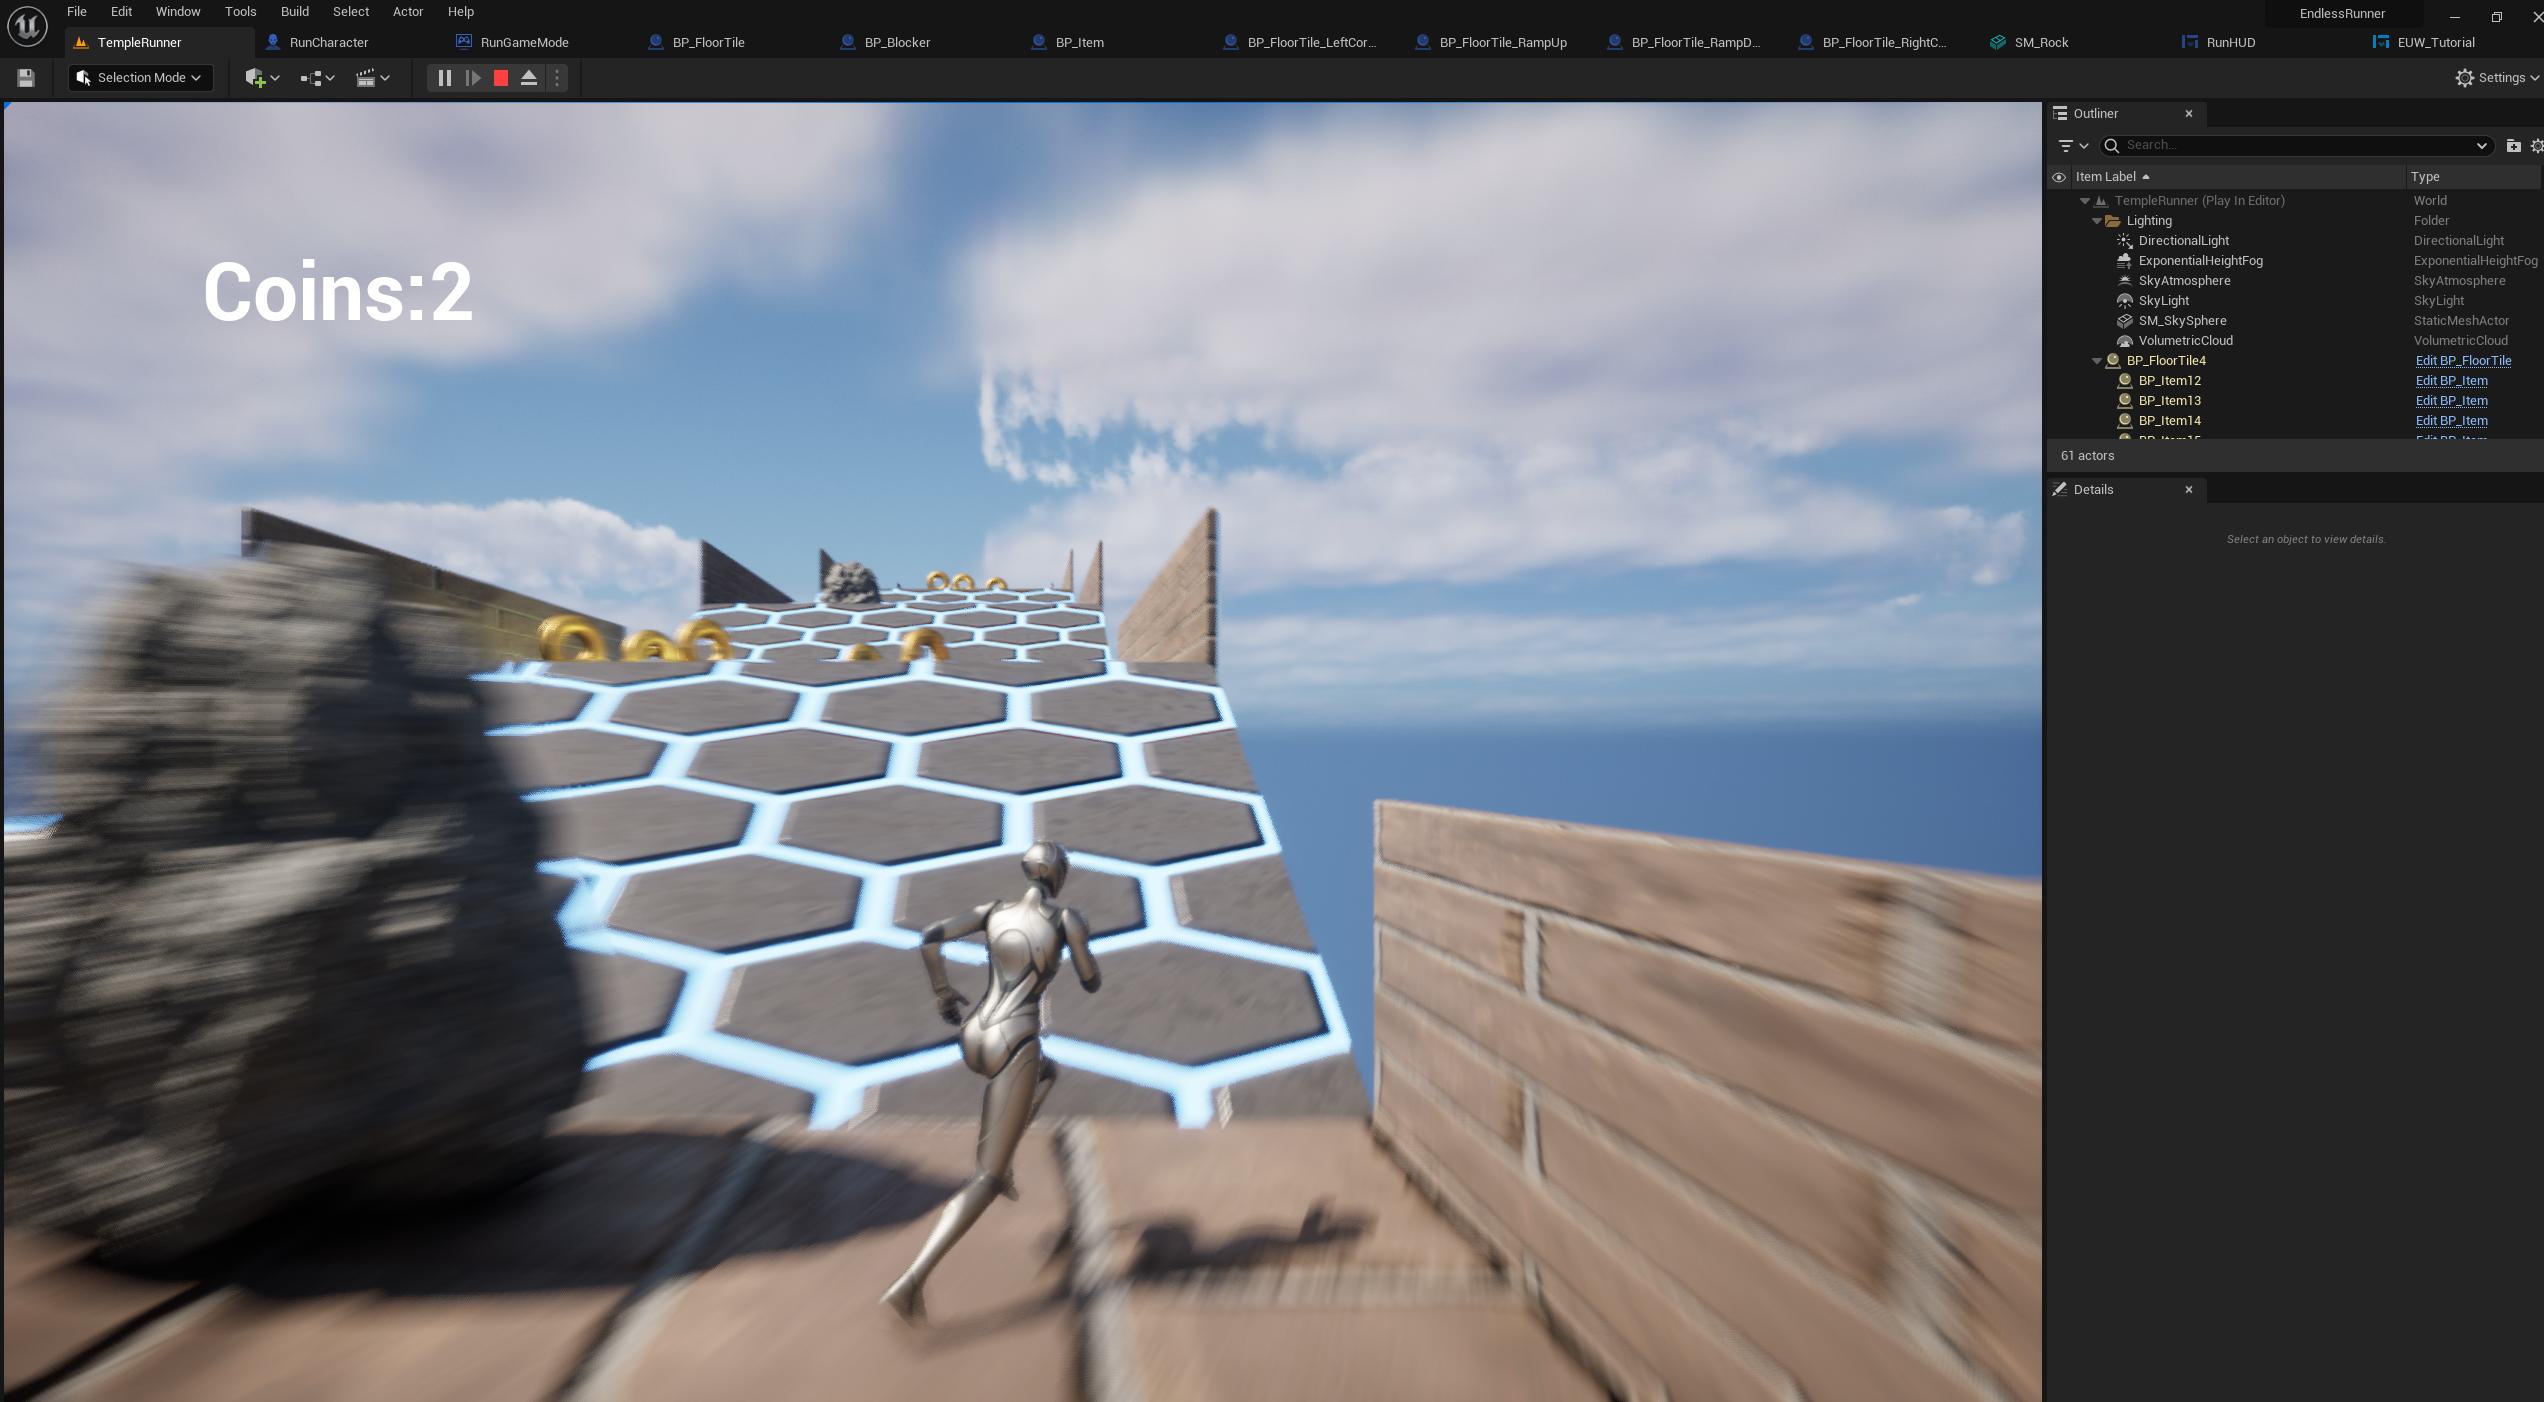 File Edit Window Tools Build Select Actor Help
EndlessRunner
TempleRunner RunCharacter RunGameMode BP_FloorTile BP_Blocker BP_Item BP_FloorTile_LeftCor... BP_FloorTile_RampUp BP_FloorTile_RampD... BP_FloorTile_RightC... SM_Rock RunHUD EUW_Tutorial
Selection Mode
Settings
Coins:2
Outliner
Search...
Item Label Type
TempleRunner (Play In Editor) World
Lighting Folder
DirectionalLight DirectionalLight
ExponentialHeightFog ExponentialHeightFog
SkyAtmosphere SkyAtmosphere
SkyLight SkyLight
SM_SkySphere StaticMeshActor
VolumetricCloud VolumetricCloud
BP_FloorTile4 Edit BP_FloorTile
BP_Item12 Edit BP_Item
BP_Item13 Edit BP_Item
BP_Item14 Edit BP_Item
61 actors
Details
Select an object to view details.